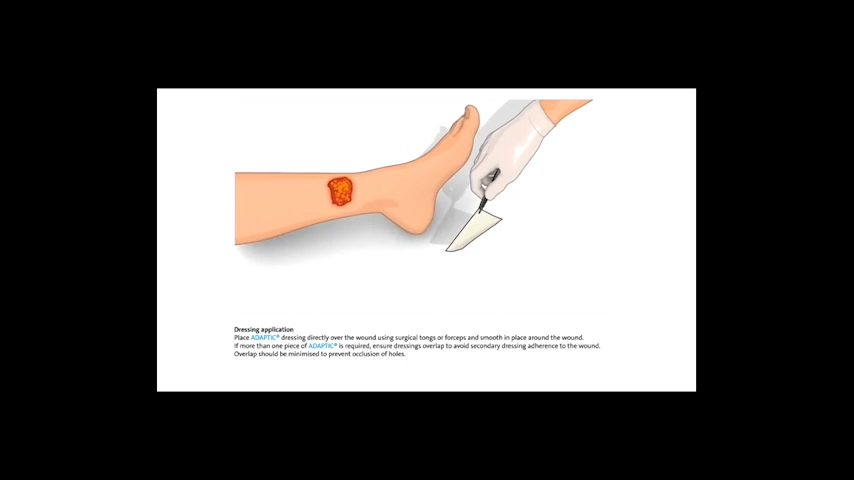 Dressing application
Place ADAPTIC® dressing directly over the wound using surgical tongs or forceps and smooth in place around the wound.
If more than one piece of ADAPTIC® is required, ensure dressings overlap to avoid secondary dressing adherence to the wound.
Overlap should be minimised to prevent occlusion of holes.